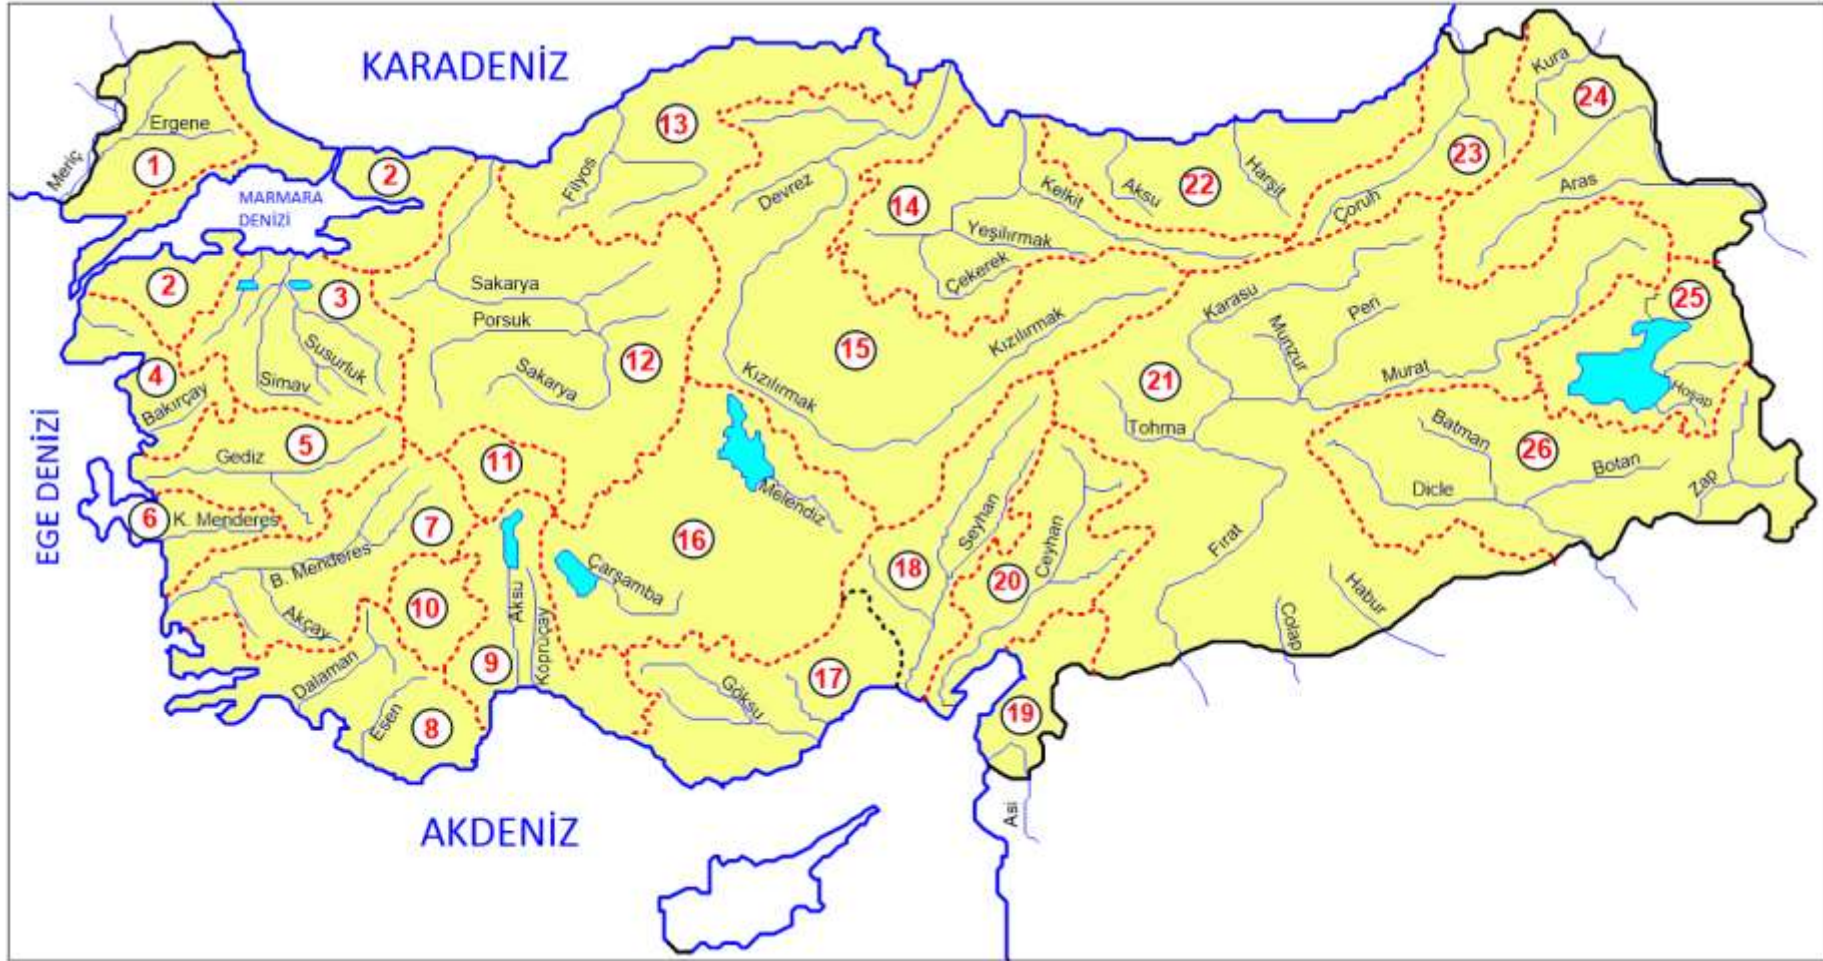 KARADENİZ
Kura
24
13
Ergene
Meriç
1
2
Filyos
Devrez
14
Kelkit
Aksu
22
Harşit
23
Çoruh
Aras
MARMARA
DENİZİ
Yeşilırmak
Çekerek
2
3
Sakarya
Porsuk
12
15
Kızılırmak
Karasu
Munzur
Peri
25
Susurluk
Simav
Sakarya
Kızılırmak
21
Murat
Hoşap
4
Bakırçay
5
Gediz
11
Tohma
Batman
26
Botan
Dicle
Zap
EGE DENİZİ
6
K. Menderes
7
B. Menderes
Melendiz
16
Çarşamba
Seyhan
18
20
Ceyhan
Fırat
Habur
Colap
10
Akçay
Aksu
Köprüçay
9
Dalaman
Esen
8
Göksu
17
19
Asi
AKDENİZ